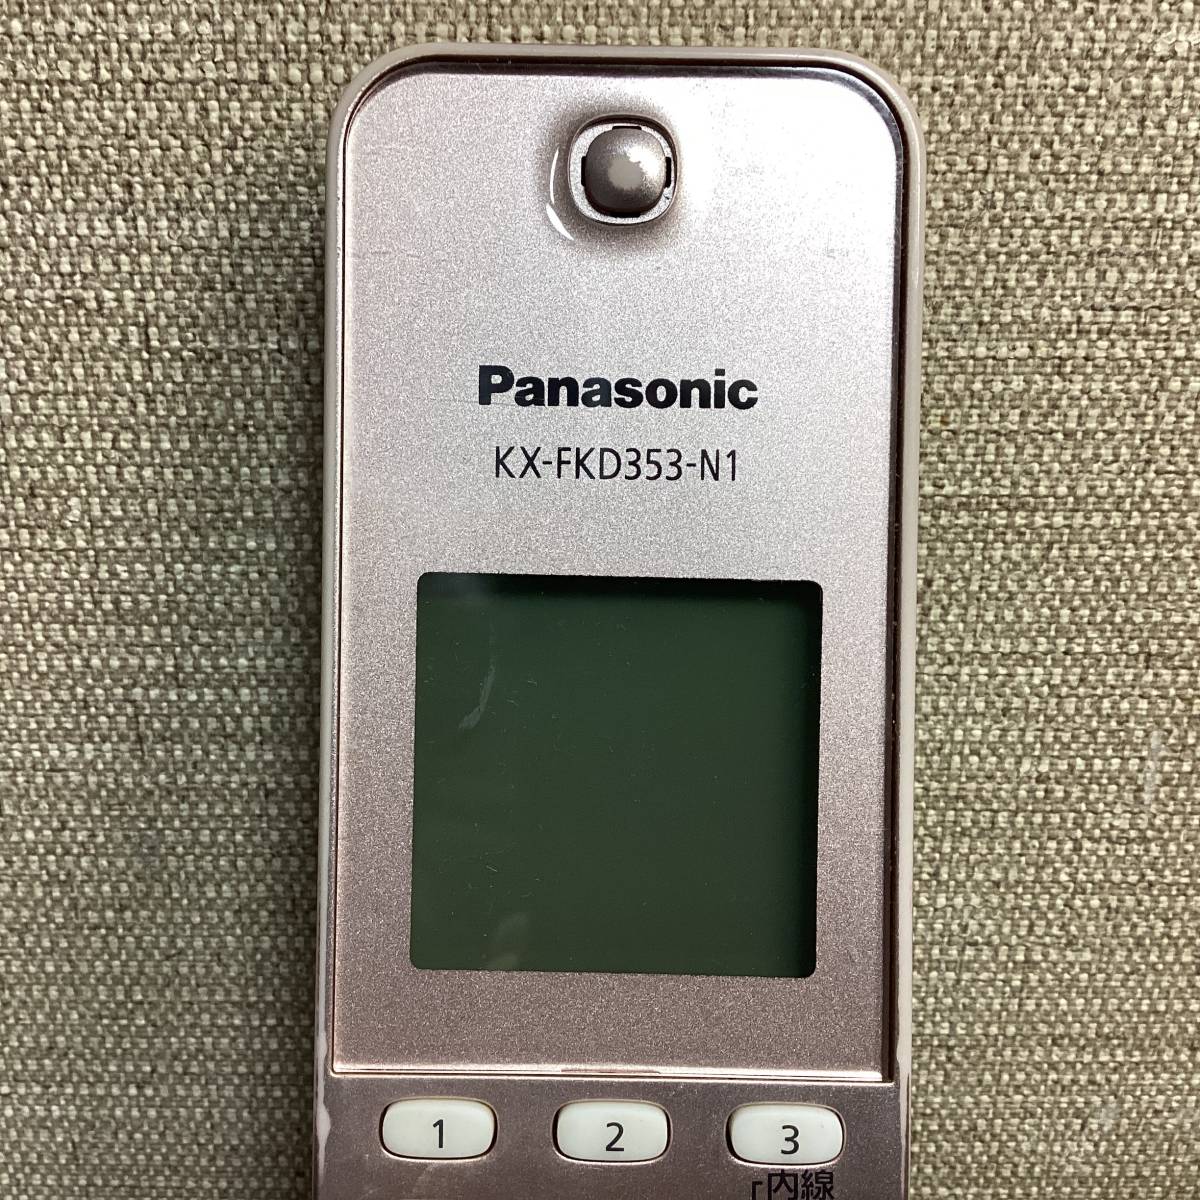 Panasonic
KX-FKD353-N1
1 2 3
「内線